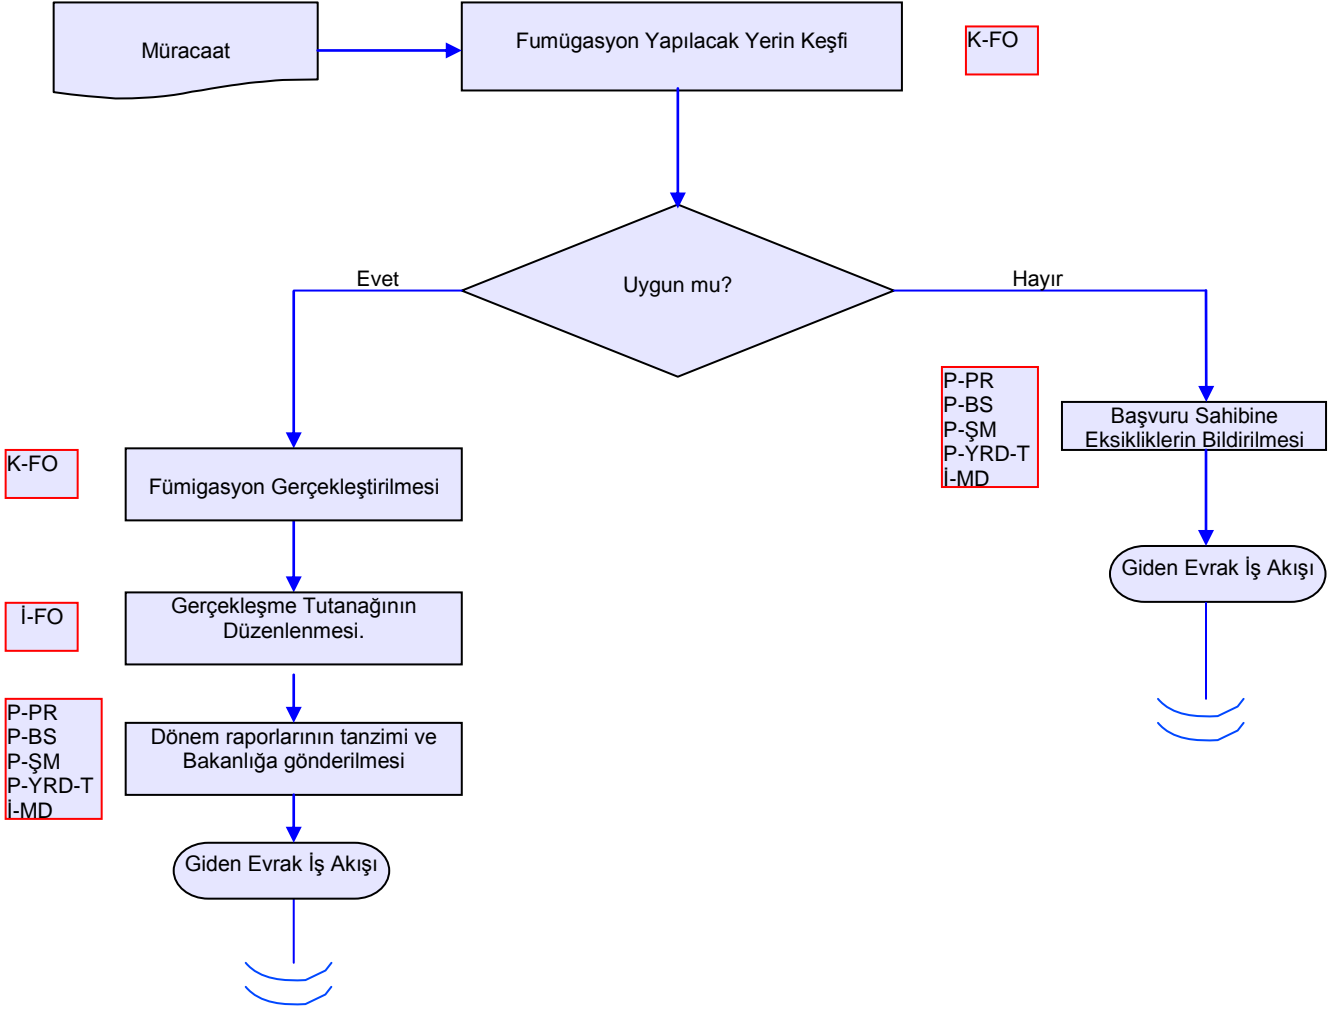 Müracaat
Fumügasyon Yapılacak Yerin Keşfi
K-FO
Uygun mu?
Evet
Hayır
P-PR
P-BS
P-ŞM
P-YRD-T
İ-MD
Başvuru Sahibine
Eksikliklerin Bildirilmesi
Giden Evrak İş Akışı
K-FO
Fümigasyon Gerçekleştirilmesi
İ-FO
Gerçekleşme Tutanağının
Düzenlenmesi.
P-PR
P-BS
P-ŞM
P-YRD-T
İ-MD
Dönem raporlarının tanzimi ve
Bakanlığa gönderilmesi
Giden Evrak İş Akışı